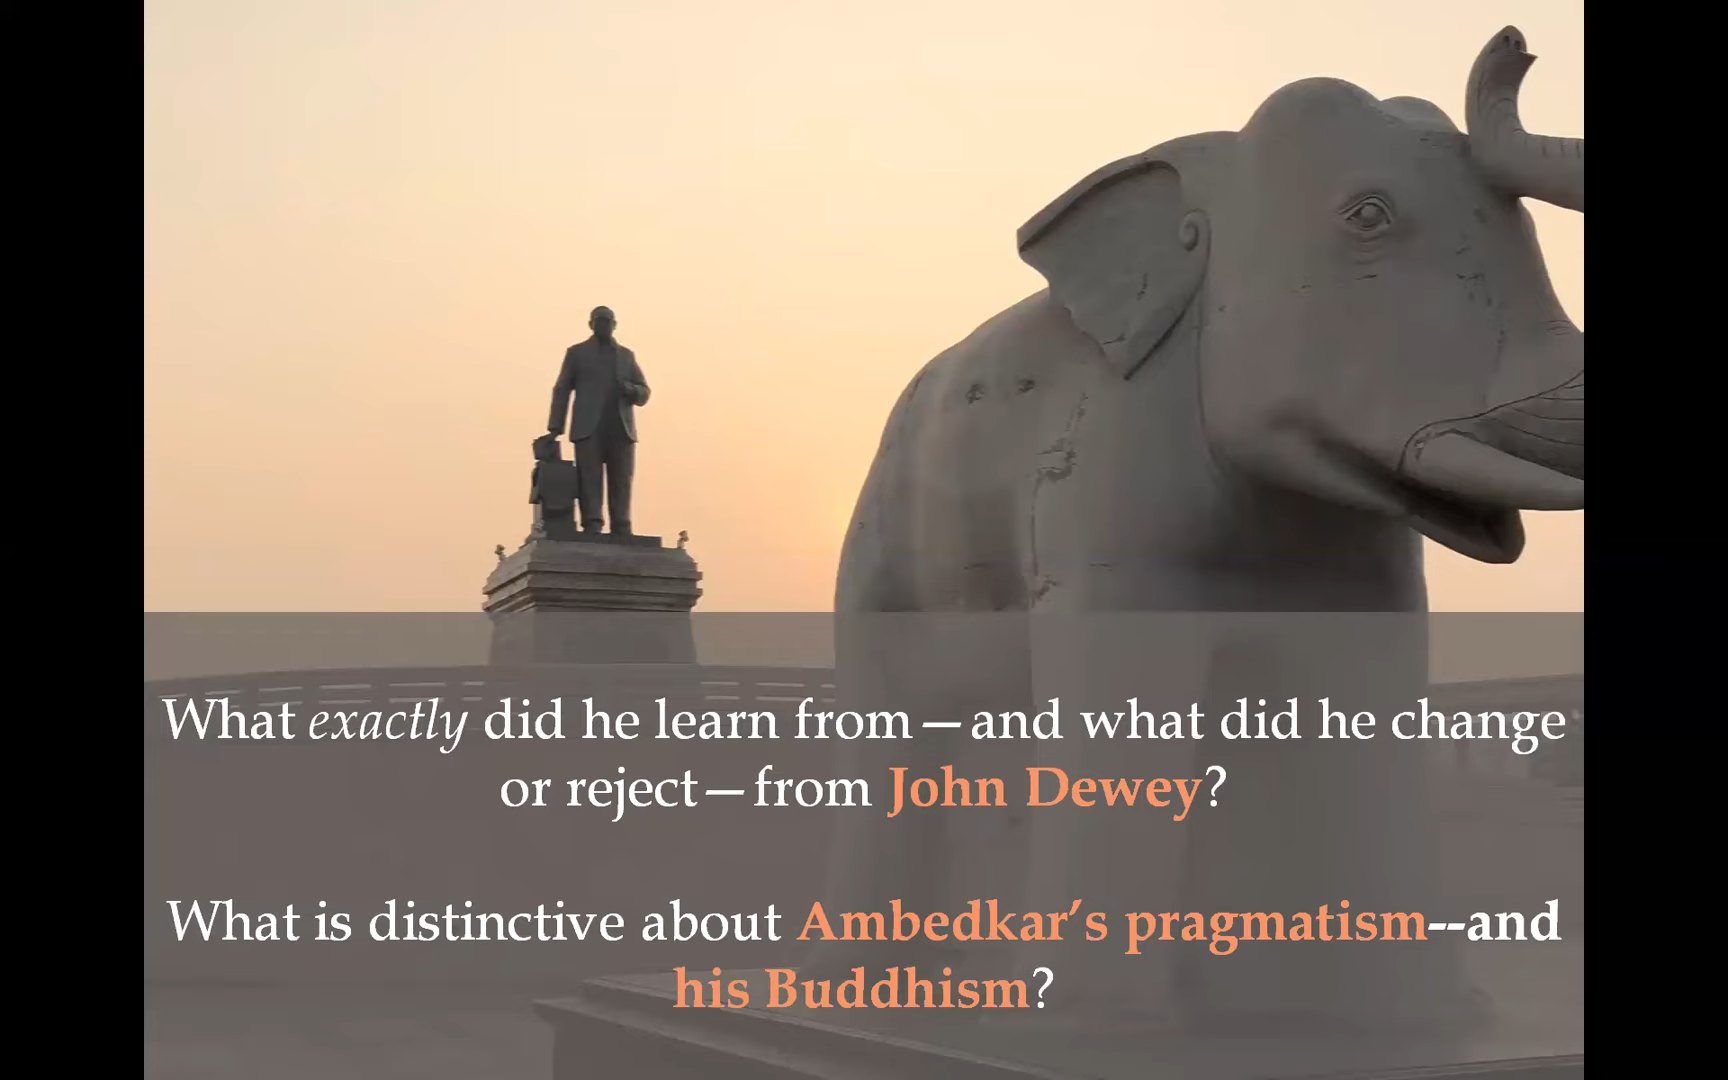 What exactly did he learn from—and what did he change
or reject—from John Dewey?
What is distinctive about Ambedkar’s pragmatism--and
his Buddhism?